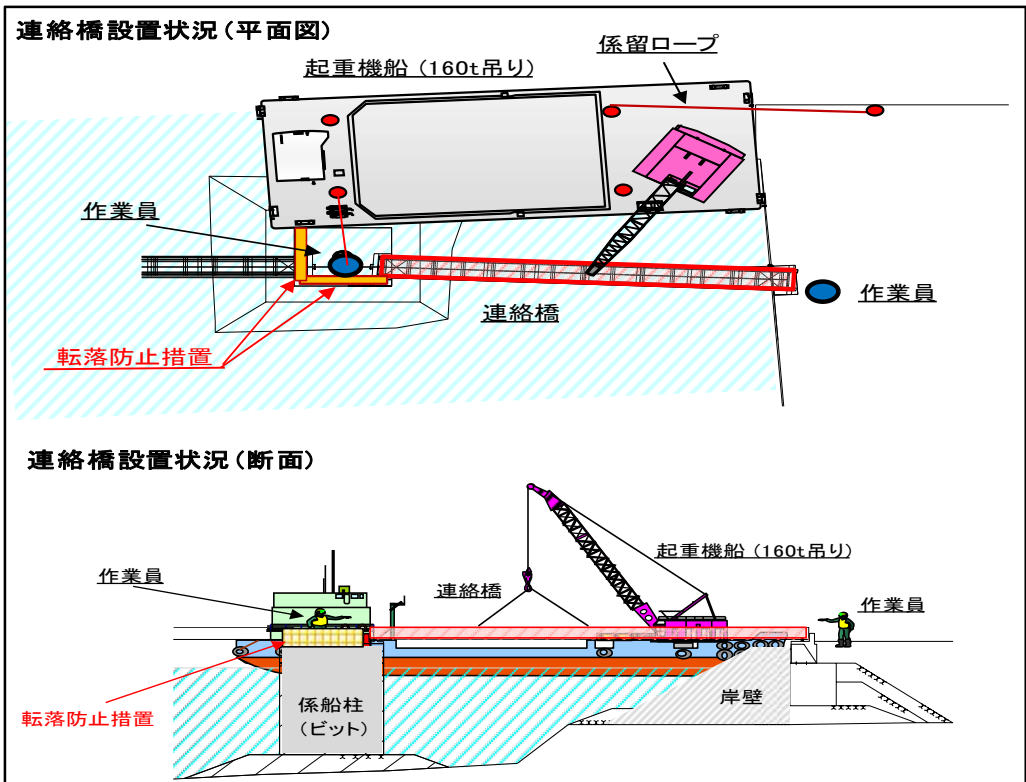 連絡橋設置状況（平面図）
係留ロープ
起重機船（160t吊り）
作業員
作業員
連絡橋
転落防止措置
連絡橋設置状況（断面）
起重機船（160t吊り）
作業員
連絡橋
作業員
岸壁
係船柱
（ビット）
転落防止措置